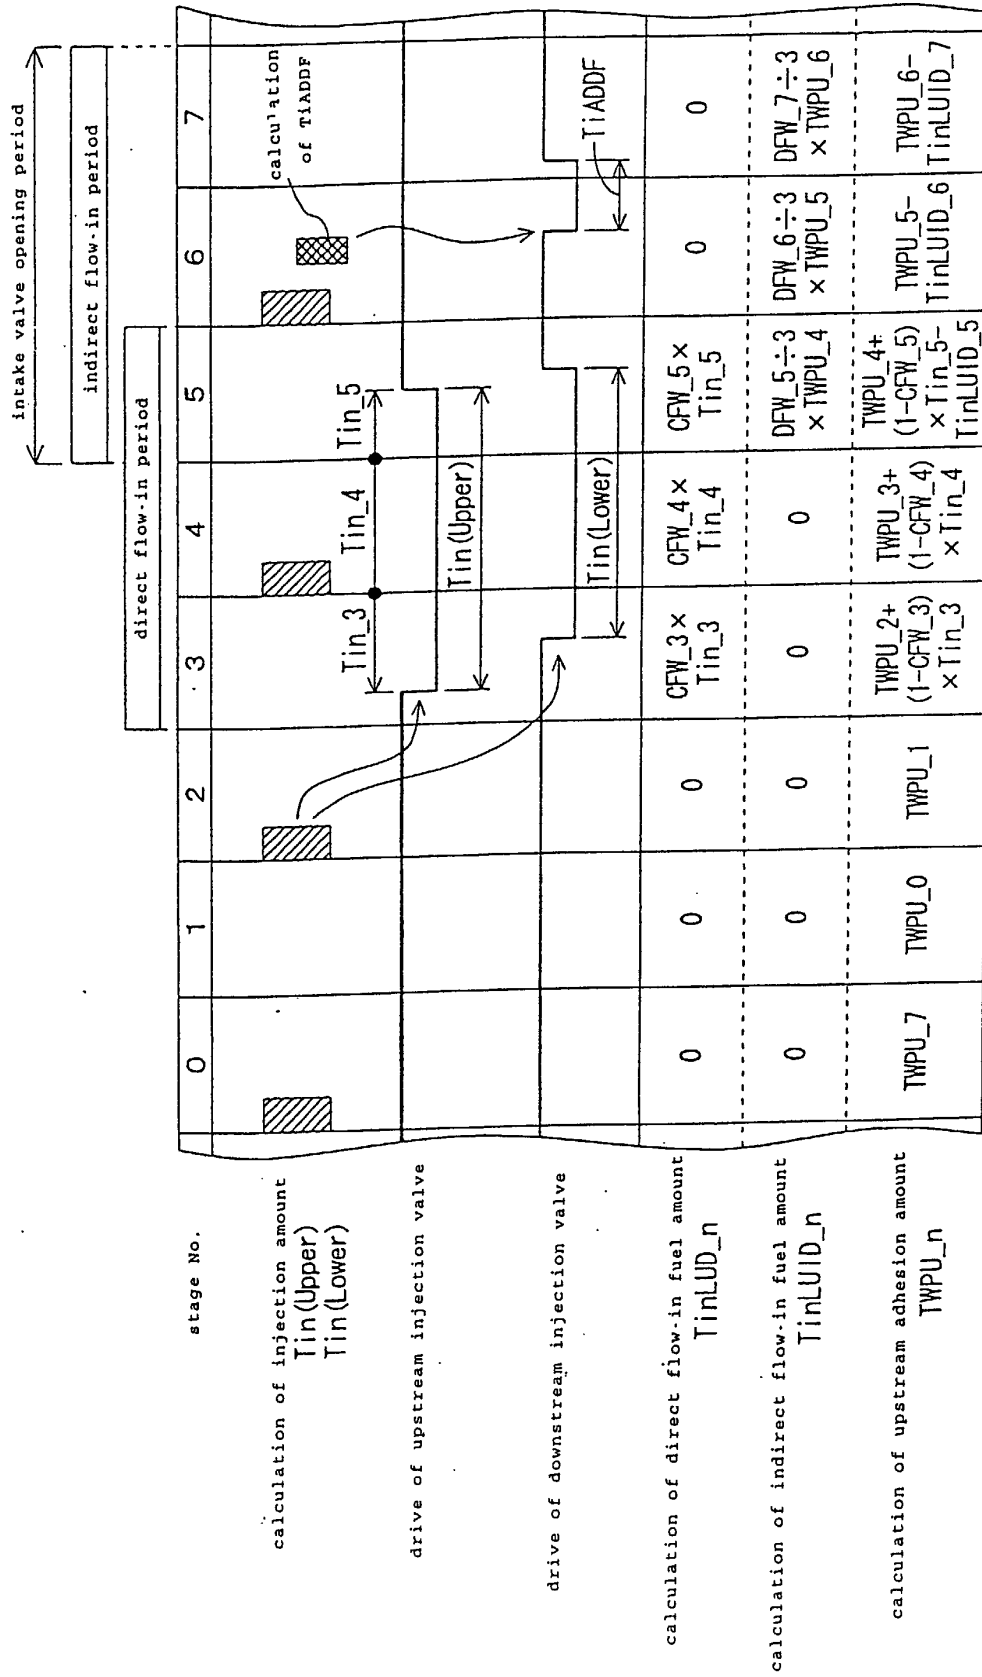 intake valve opening period
indirect flow-in period
direct flow-in period
stage No.
0
1
2
3
4
5
6
7
calculation of injection amount
Tin(Upper)
Tin(Lower)
calculation
of TiADDF
drive of upstream injection valve
Tin_3
Tin_4
Tin_5
Tin(Upper)
drive of downstream injection valve
Tin(Lower)
TiADDF
calculation of direct flow-in fuel amount
TinLUD_n
0
0
0
CFW_3×
Tin_3
CFW_4×
Tin_4
CFW_5×
Tin_5
0
0
calculation of indirect flow-in fuel amount
TinLUID_n
0
0
0
0
0
DFW_5÷3
×TWPU_4
DFW_6÷3
×TWPU_5
DFW_7÷3
×TWPU_6
calculation of upstream adhesion amount
TWPU_n
TWPU_7
TWPU_0
TWPU_1
TWPU_2+
(1-CFW_3)
×Tin_3
TWPU_3+
(1-CFW_4)
×Tin_4
TWPU_4+
(1-CFW_5)
×Tin_5-
TinLUID_5
TWPU_5-
TinLUID_6
TWPU_6-
TinLUID_7